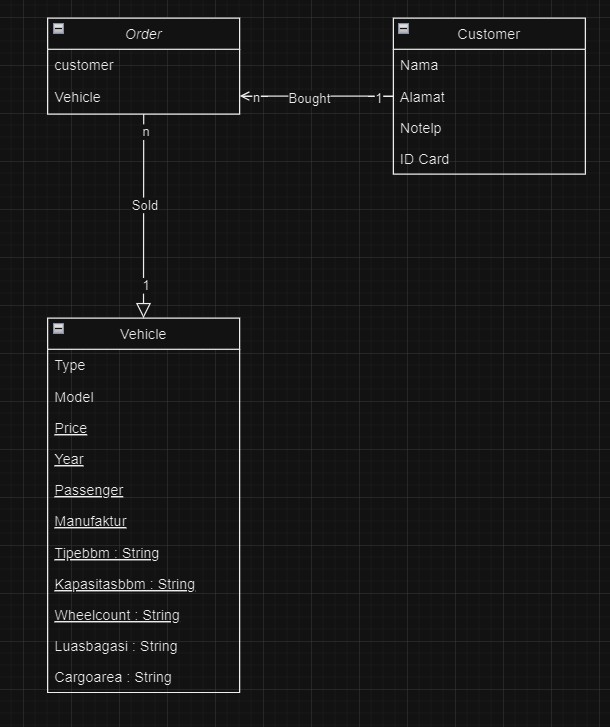 Order
customer
Vehicle
Customer
Nama
Alamat
Notelp
ID Card
n
Bought
1
n
Sold
1
Vehicle
Type
Model
Price
Year
Passenger
Manufaktur
Tipebbm : String
Kapasitasbbm : String
Wheelcount : String
Luasbagasi : String
Cargoarea : String